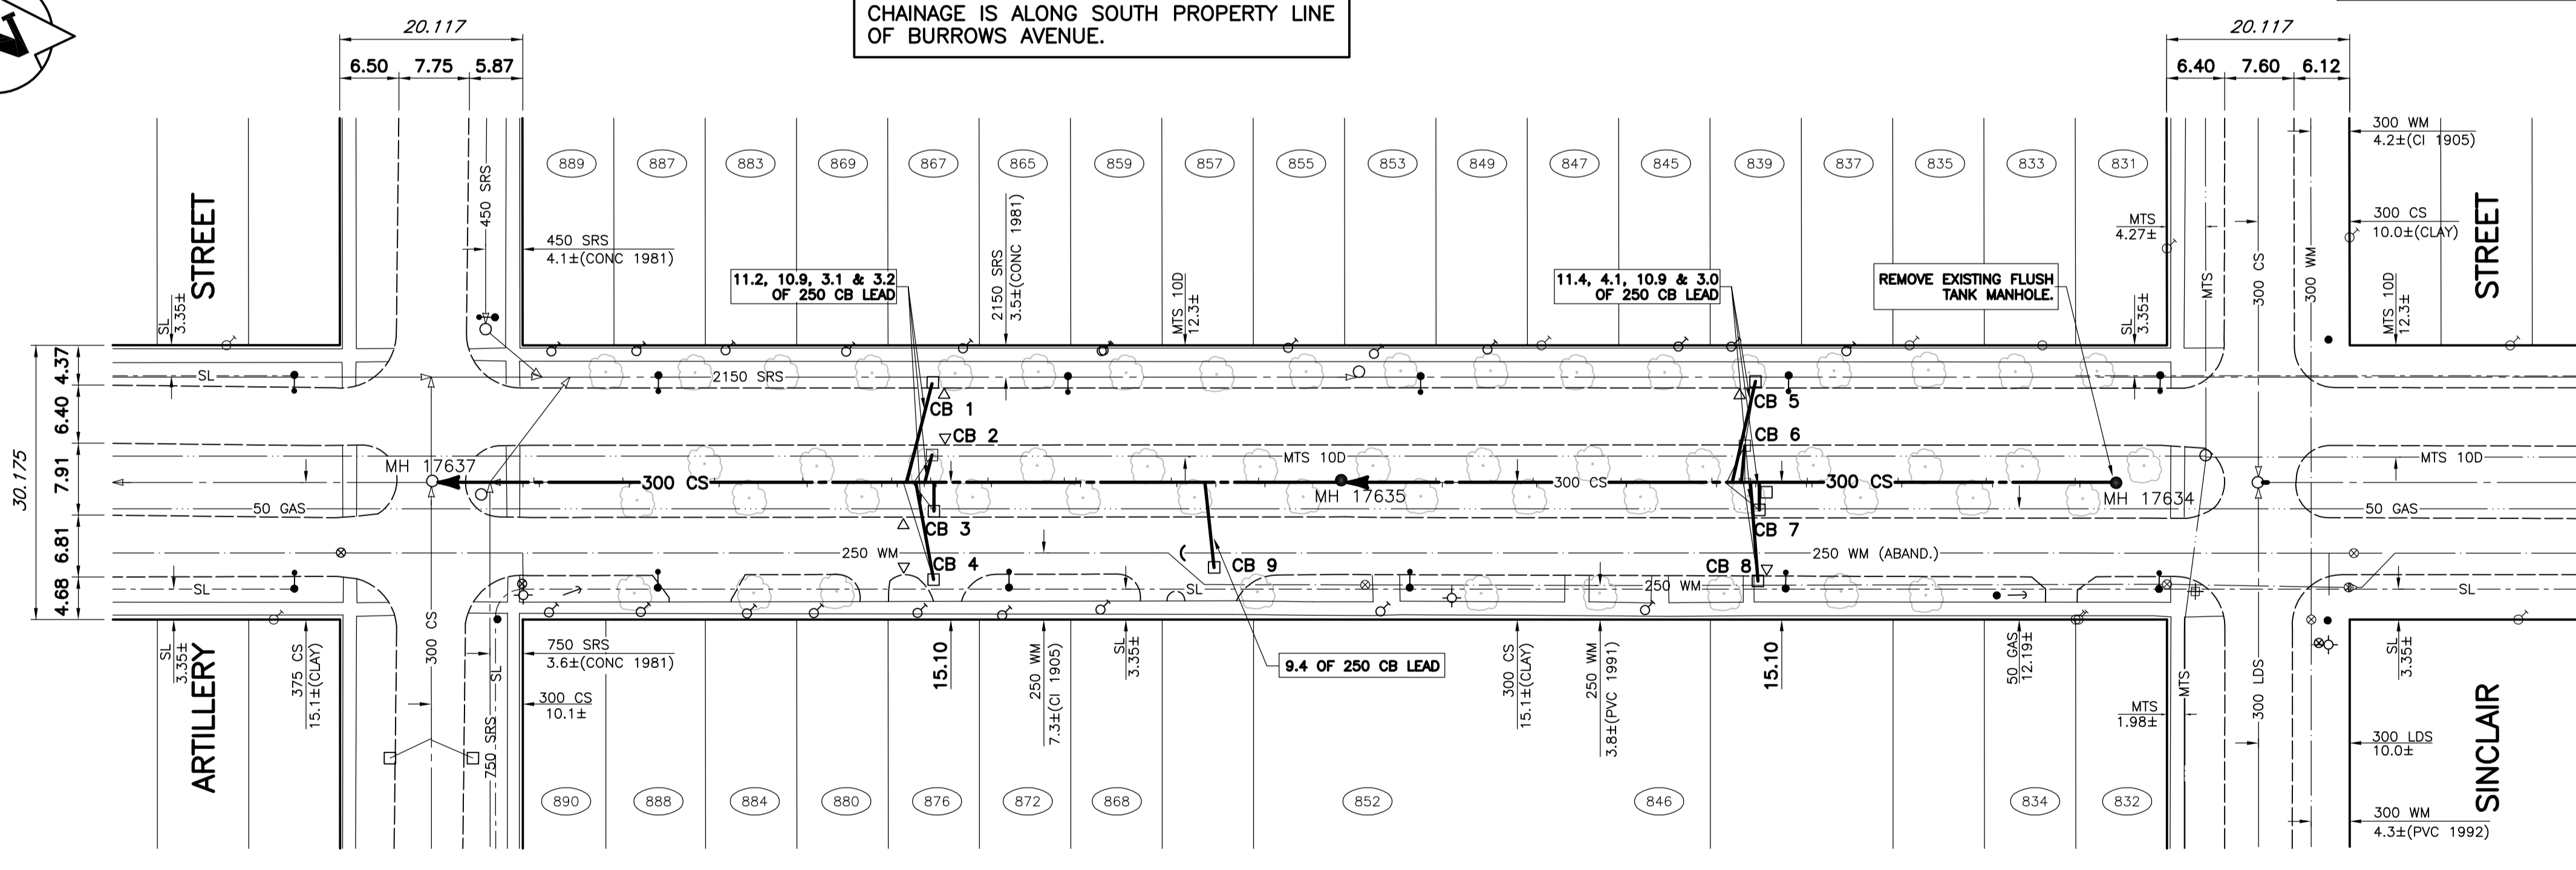 N
CHAINAGE IS ALONG SOUTH PROPERTY LINE
OF BURROWS AVENUE.
20.117
6.50
7.75
5.87
20.117
6.40
7.60
6.12
889
887
883
869
867
865
859
857
855
853
849
847
845
839
837
835
833
831
STREET
450 SRS
450 SRS
4.1±(CONC 1981)
11.2, 10.9, 3.1 & 3.2
OF 250 CB LEAD
2150 SRS
3.5±(CONC 1981)
MTS 10D
12.3±
11.4, 4.1, 10.9 & 3.0
OF 250 CB LEAD
REMOVE EXISTING FLUSH
TANK MANHOLE.
MTS
4.27±
MTS
300 CS
300 WM
300 WM
4.2±(CI 1905)
300 CS
10.0±(CLAY)
MTS 10D
12.3±
STREET
SL
3.35±
SL
3.35±
30.175
4.37
6.40
7.91
6.81
4.68
SL
2150 SRS
CB 1
CB 2
CB 3
CB 4
CB 5
CB 6
CB 7
CB 8
CB 9
MH 17637
300 CS
MTS 10D
MH 17635
300 CS
300 CS
MH 17634
MTS 10D
50 GAS
50 GAS
250 WM
250 WM (ABAND.)
SL
SL
250 WM
SL
ARTILLERY
SL
3.35±
375 CS
15.1±(CLAY)
300 CS
SL
750 SRS
750 SRS
3.6±(CONC 1981)
300 CS
10.1±
15.10
250 WM
7.3±(CI 1905)
SL
3.35±
9.4 OF 250 CB LEAD
300 CS
15.1±(CLAY)
250 WM
3.8±(PVC 1991)
15.10
50 GAS
12.19±
MTS
1.98±
MTS
300 LDS
300 LDS
10.0±
300 WM
4.3±(PVC 1992)
SL
3.35±
SINCLAIR
890
888
884
880
876
872
868
852
846
834
832